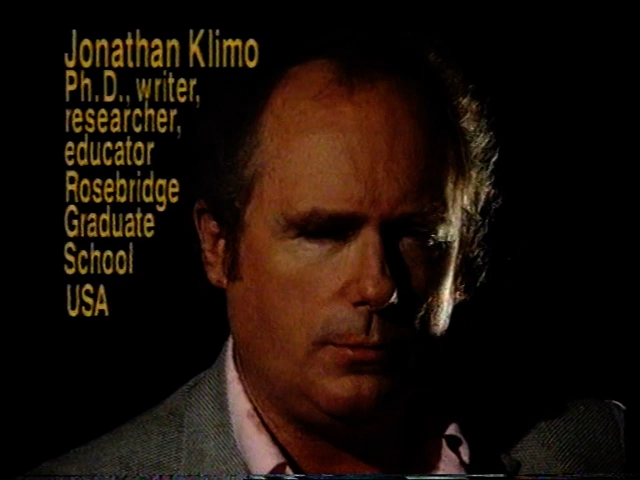 Jonathan Klimo
Ph.D., writer,
researcher,
educator
Rosebridge
Graduate
School
USA